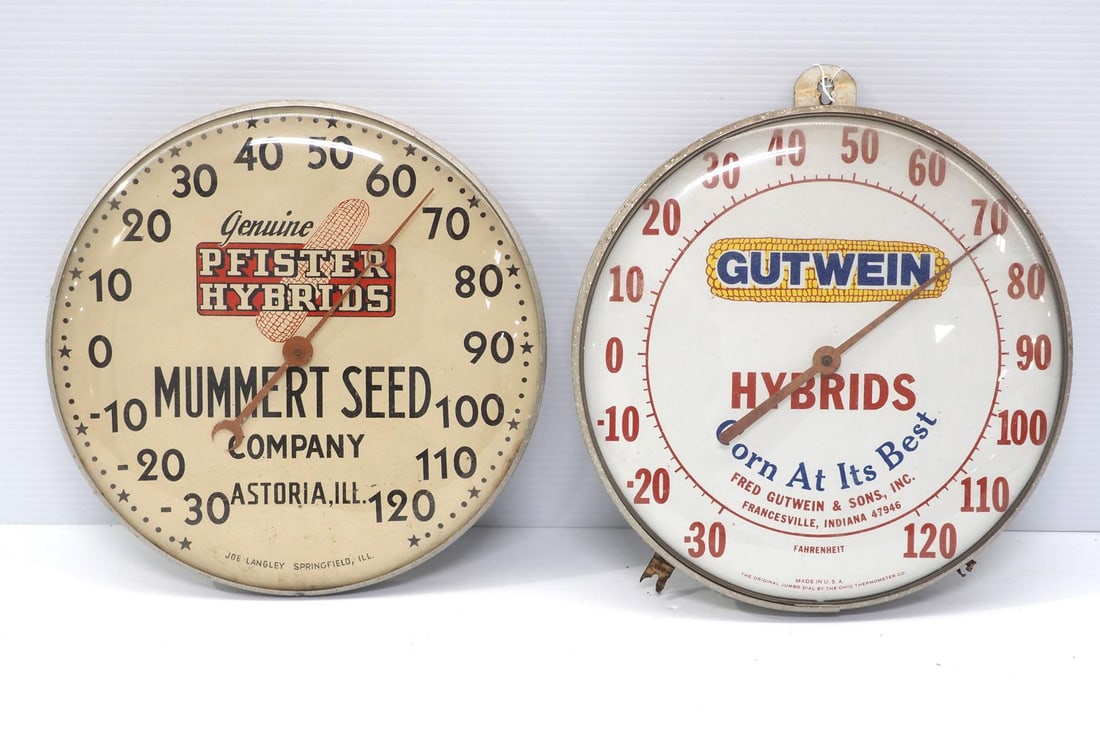 Genuine
PFISTER
HYBRIDS
MUMMERT SEED
COMPANY
ASTORIA, ILL.
-30
-20
-10
0
10
20
30
40
50
60
70
80
90
100
110
120
JOE LANGLEY SPRINGFIELD, ILL.
GUTWEIN
HYBRIDS
Corn At Its Best
FRED GUTWEIN & SONS, INC.
FRANCESVILLE, INDIANA 47946
FAHRENHEIT
-30
-20
-10
0
10
20
30
40
50
60
70
80
90
100
110
120
MADE IN U.S.A.
THE ORIGINAL JUMBO DIAL BY THE OHIO THERMOMETER CO.